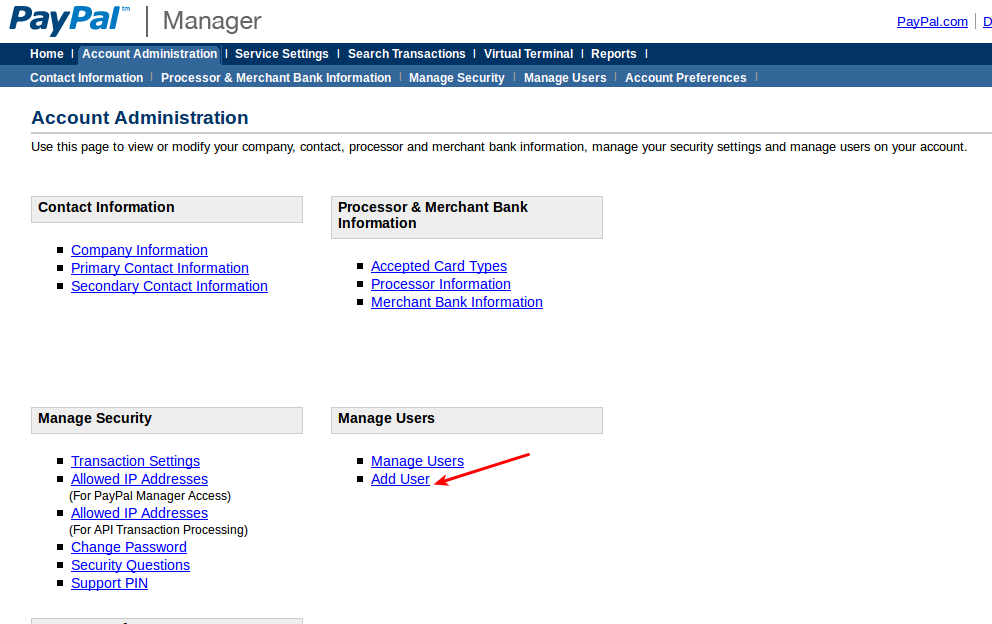 PayPal™ | Manager
PayPal.com | D
Home | Account Administration | Service Settings | Search Transactions | Virtual Terminal | Reports |
Contact Information | Processor & Merchant Bank Information | Manage Security | Manage Users | Account Preferences |
Account Administration
Use this page to view or modify your company, contact, processor and merchant bank information, manage your security settings and manage users on your account.
Contact Information
Company Information
Primary Contact Information
Secondary Contact Information
Processor & Merchant Bank
Information
Accepted Card Types
Processor Information
Merchant Bank Information
Manage Security
Transaction Settings
Allowed IP Addresses
(For PayPal Manager Access)
Allowed IP Addresses
(For API Transaction Processing)
Change Password
Security Questions
Support PIN
Manage Users
Manage Users
Add User